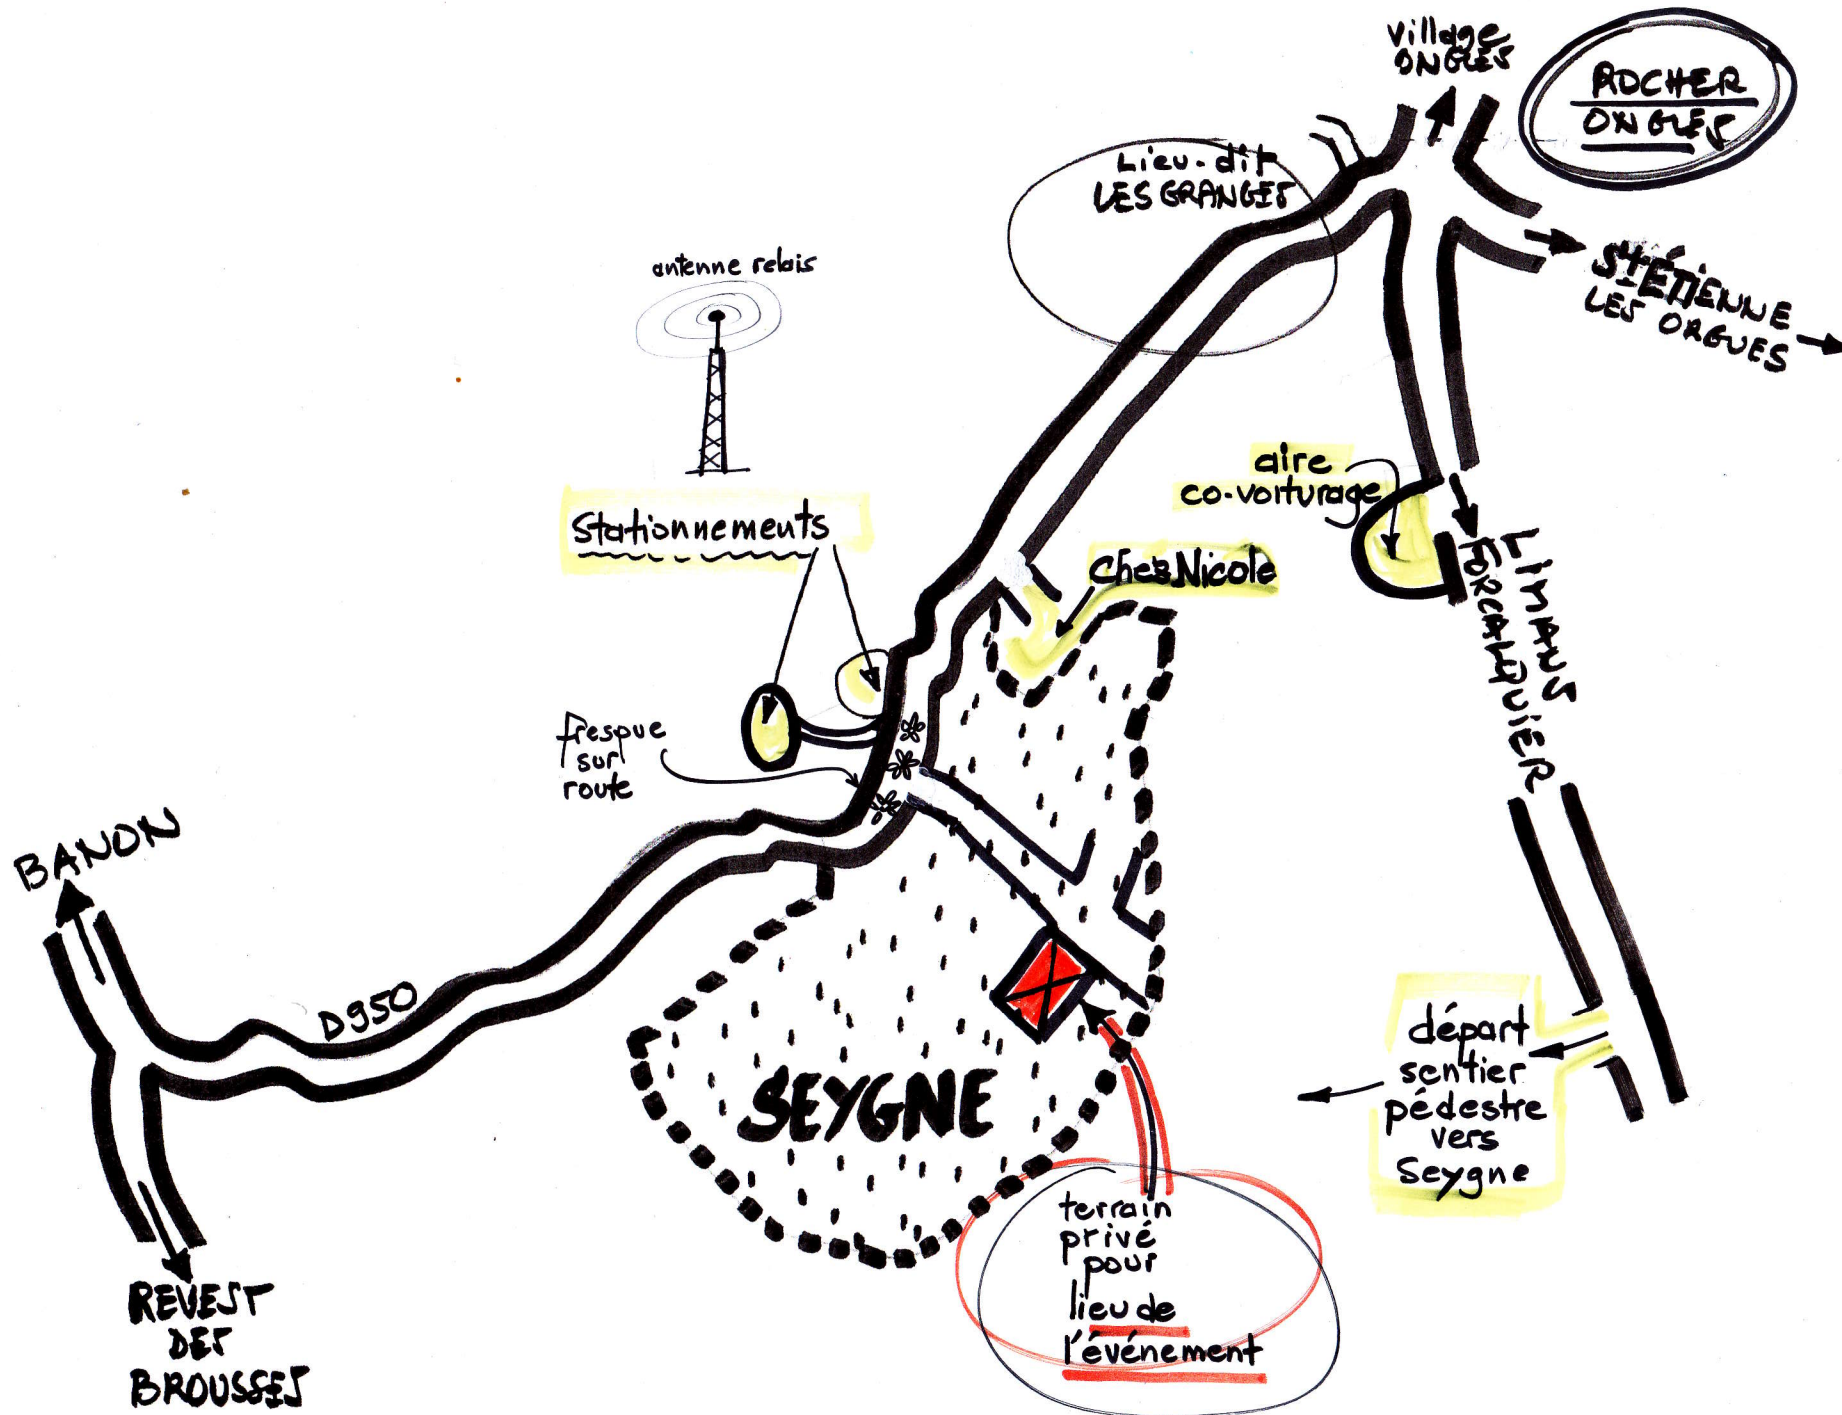 village
ONGLES
ROCHER
ONGLES
Lieu-dit
LES GRANGES
St ÉTIENNE
LES ORGUES
antenne relais
Stationnements
aire
co-voiturage
Chez Nicole
LIMANS
FORCALQUIER
fresque
sur
route
BANON
D950
SEYGNE
départ
sentier
pédestre
vers
Seygne
terrain
privé
pour
lieu de
l'événement
REVEST
DES
BROUSSES